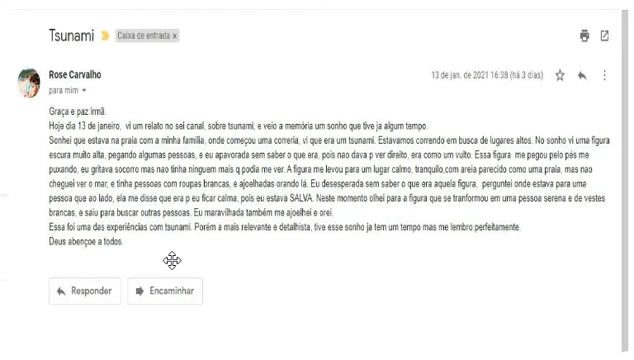 Tsunami Caixa de entrada x
Rose Carvalho 13 de jan. de 2021 16:38 (há 3 dias)
para mim
Graça e paz irmã.
Hoje dia 13 de janeiro, vi um relato no sei canal, sobre tsunami, e veio a memória um sonho que tive ja algum tempo.
Sonhei que estava na praia com a minha família, onde começou uma correria, vi que era um tsunami. Estavamos correndo em busca de lugares altos. No sonho vi uma figura
escura muito alta, pegando algumas pessoas, e eu apavorada sem saber o que era, pois nao dava p ver direito, era como um vulto. Essa figura me pegou pelo pés me
puxando, eu gritava socorro mas nao tinha ninguem mais q podia me ver. A figura me levou para um lugar calmo, tranquilo,com areia parecido como uma praia, mas nao
cheguei ver o mar, e tinha pessoas com roupas brancas, e ajoelhadas orando lá. Eu desesperada sem saber o que era aquela figura, perguntei onde estava para uma
pessoa que ao lado, ela me disse que era p eu ficar calma, pois eu estava SALVA. Neste momento olhei para a figura que se tranformou em uma pessoa serena e de vestes
brancas, e saiu para buscar outras pessoas. Eu maravilhada também me ajoelhei e orei.
Essa foi uma das experiências com tsunami. Porém a mais relevante e detalhista, tive esse sonho ja tem um tempo mas me lembro perfeitamente.
Deus abençoe a todos.
Responder Encaminhar